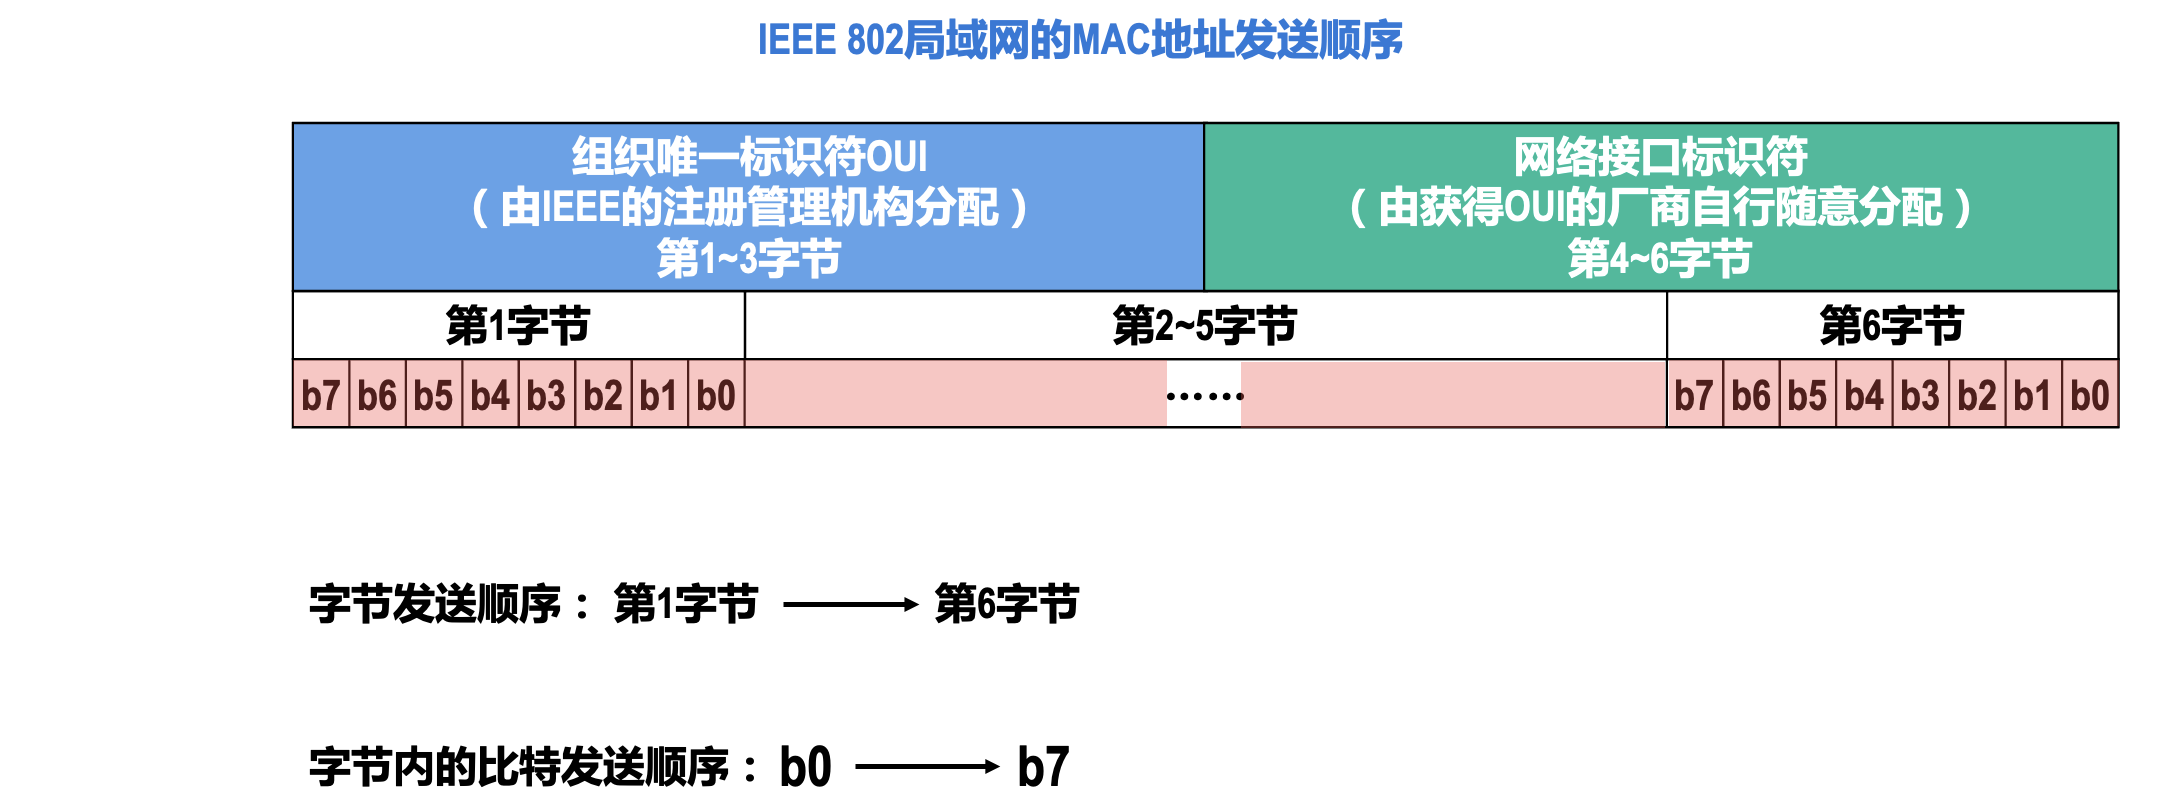 IEEE 802局域网的MAC地址发送顺序
组织唯一标识符OUI
（由IEEE的注册管理机构分配）
第1~3字节
网络接口标识符
（由获得OUI的厂商自行随意分配）
第4~6字节
第1字节
第2~5字节
第6字节
b7 b6 b5 b4 b3 b2 b1 b0 …… b7 b6 b5 b4 b3 b2 b1 b0
字节发送顺序： 第1字节 → 第6字节
字节内的比特发送顺序： b0 → b7